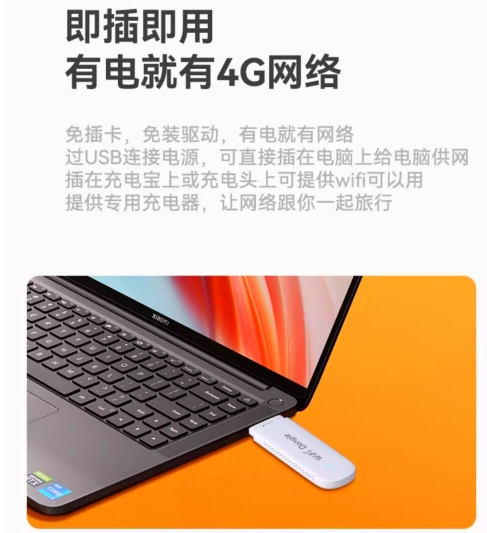 即插即用
有电就有4G网络
免插卡，免装驱动，有电就有网络
过USB连接电源，可直接插在电脑上给电脑供网
插在充电宝上或充电头上可提供wifi可以用
提供专用充电器，让网络跟你一起旅行
xiaomi
WiFi Dongle
RTX
CORE